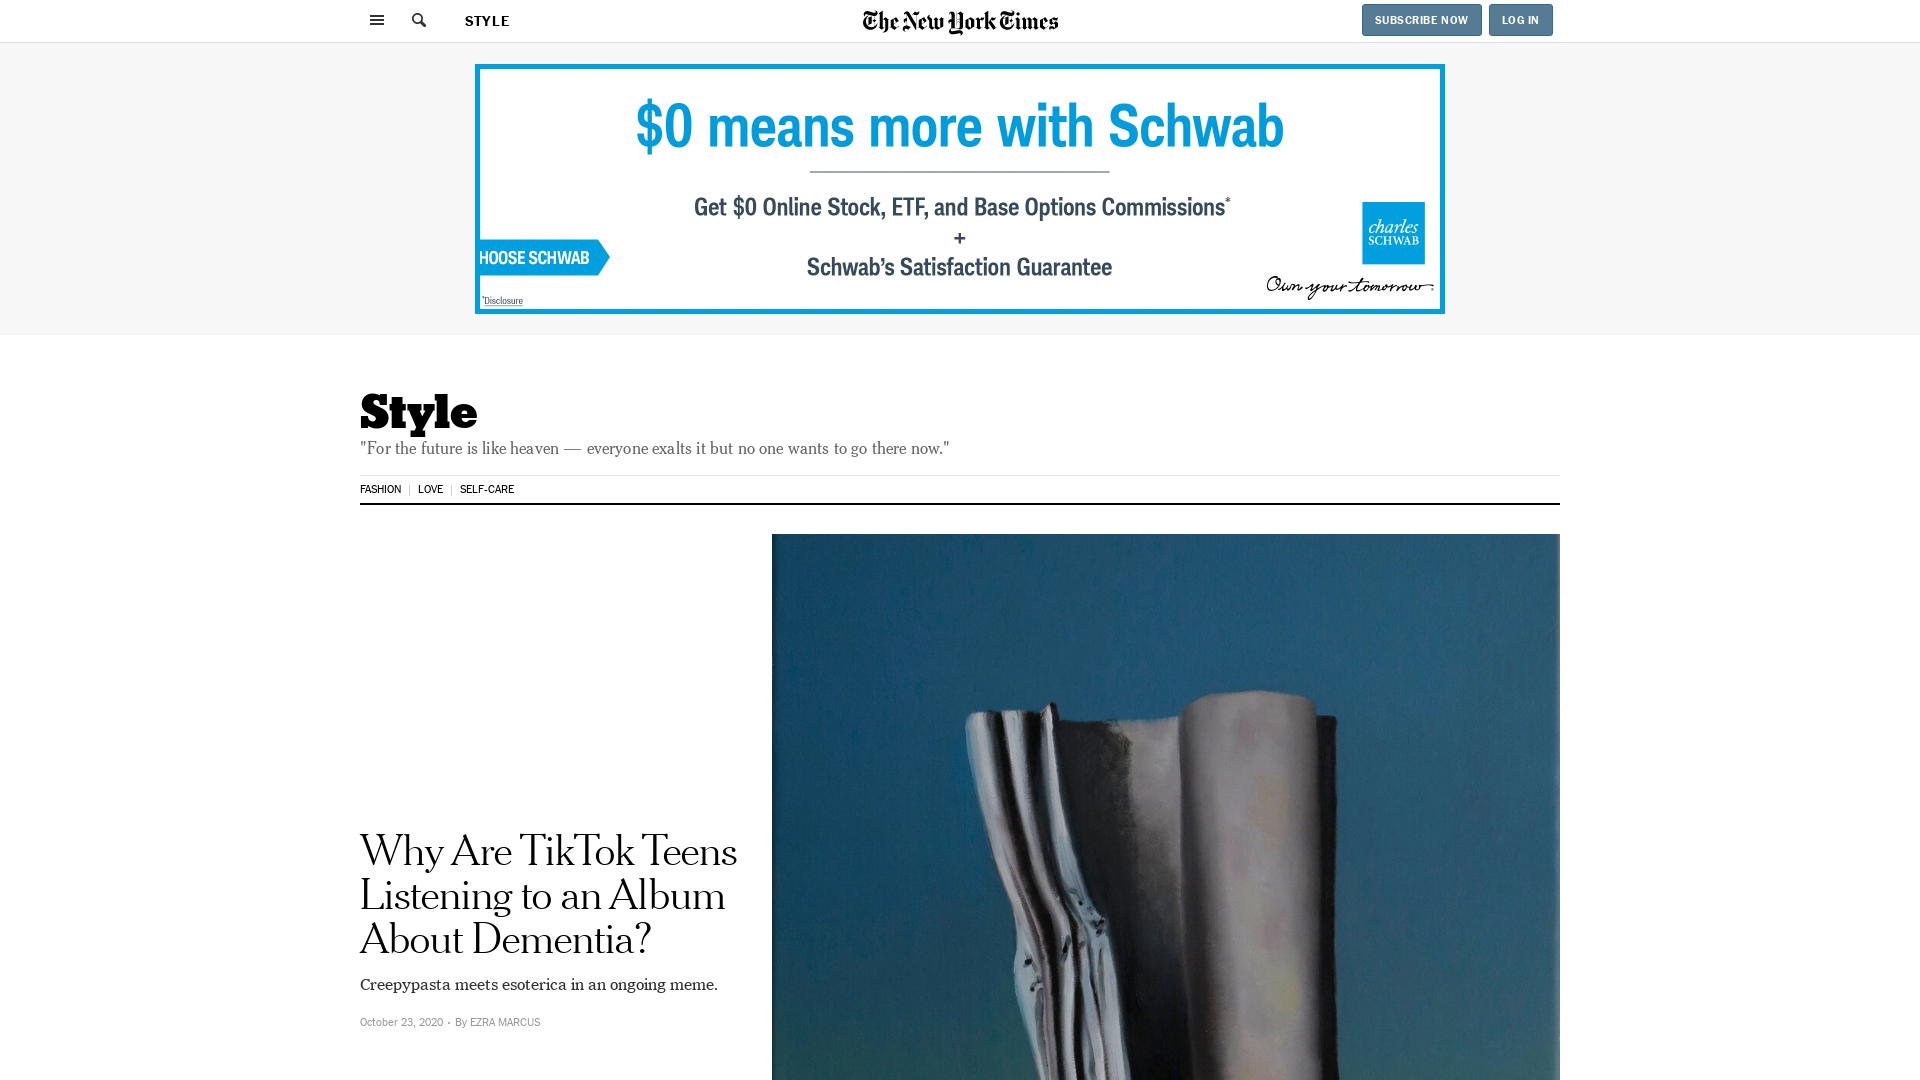 STYLE
The New York Times
SUBSCRIBE NOW
LOG IN
$0 means more with Schwab
Get $0 Online Stock, ETF, and Base Options Commissions*
+
Schwab's Satisfaction Guarantee
HOOSE SCHWAB
*Disclosure
charles
SCHWAB
Own your tomorrow.
Style
"For the future is like heaven — everyone exalts it but no one wants to go there now."
FASHION | LOVE | SELF-CARE
Why Are TikTok Teens
Listening to an Album
About Dementia?
Creepypasta meets esoterica in an ongoing meme.
October 23, 2020 · By EZRA MARCUS